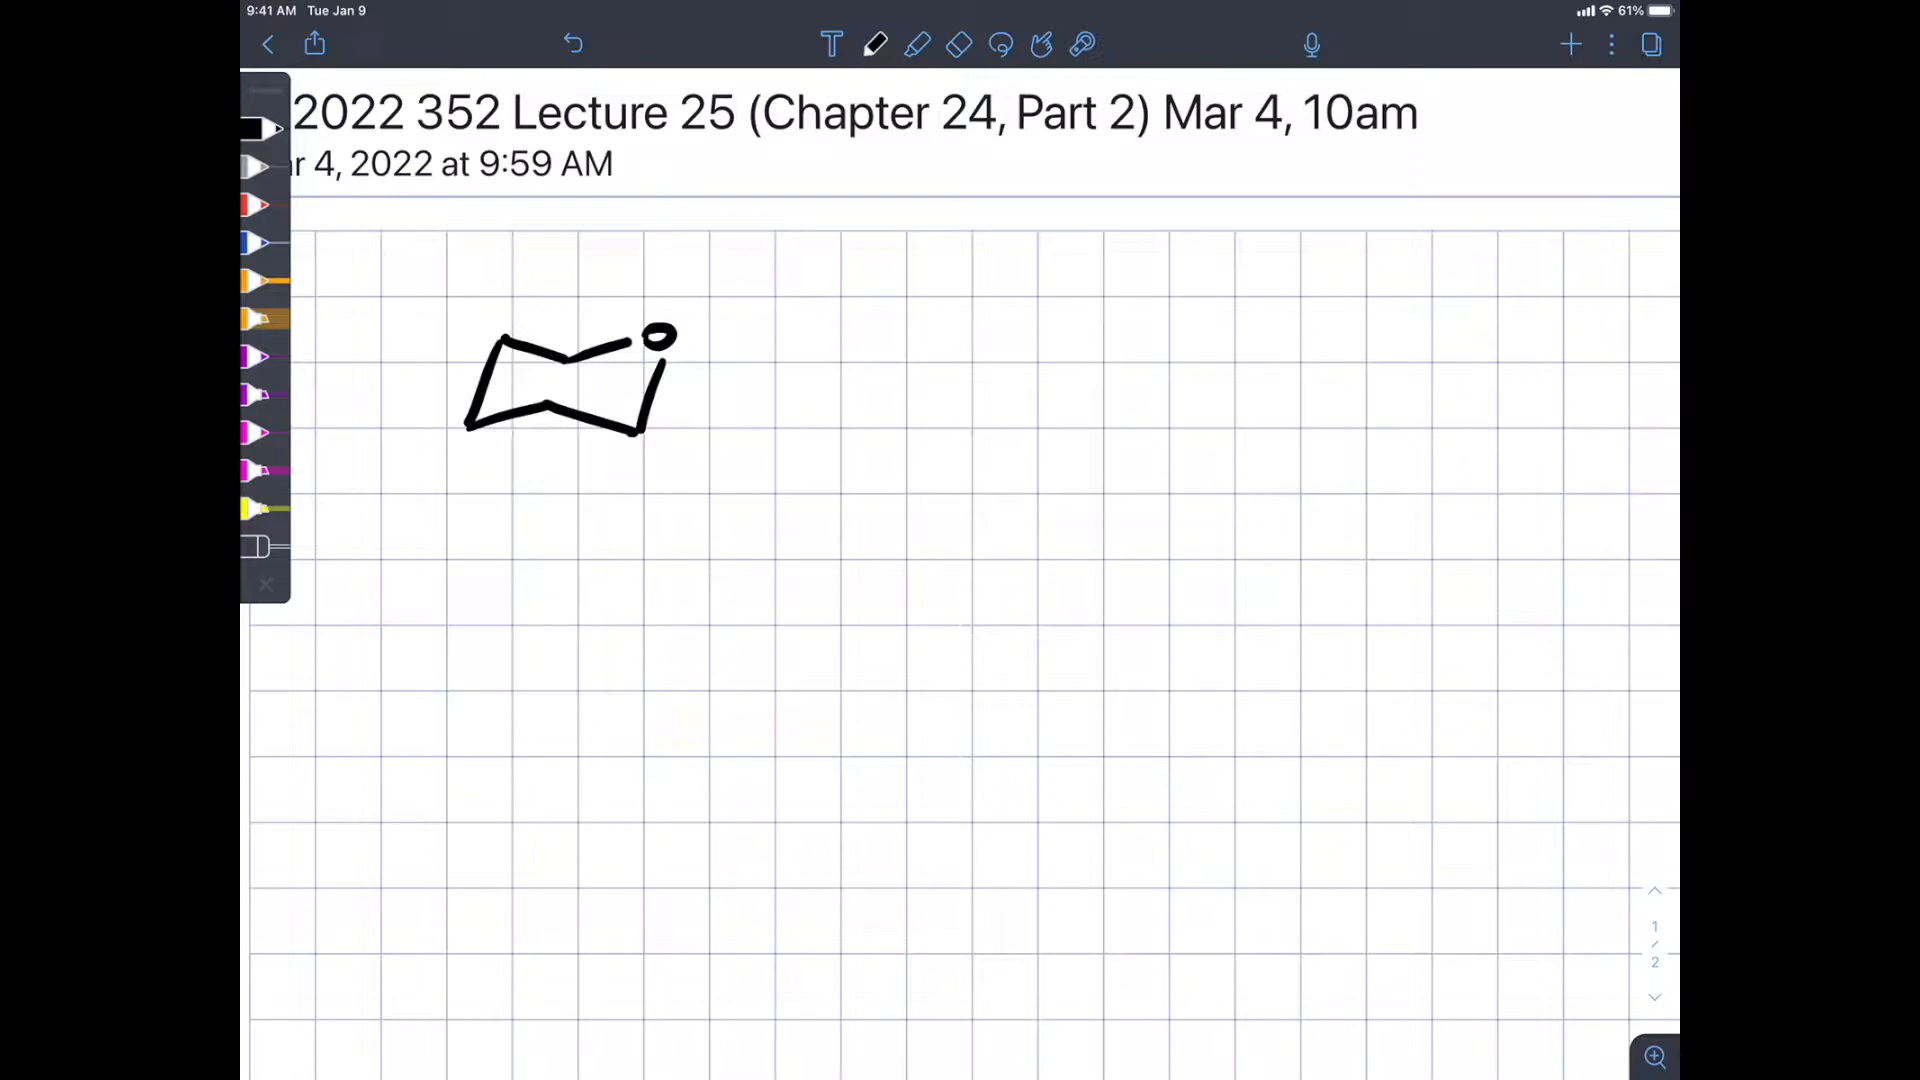 9:41 AM Tue Jan 9
61%
2022 352 Lecture 25 (Chapter 24, Part 2) Mar 4, 10am
r 4, 2022 at 9:59 AM
T
O
1
/
2